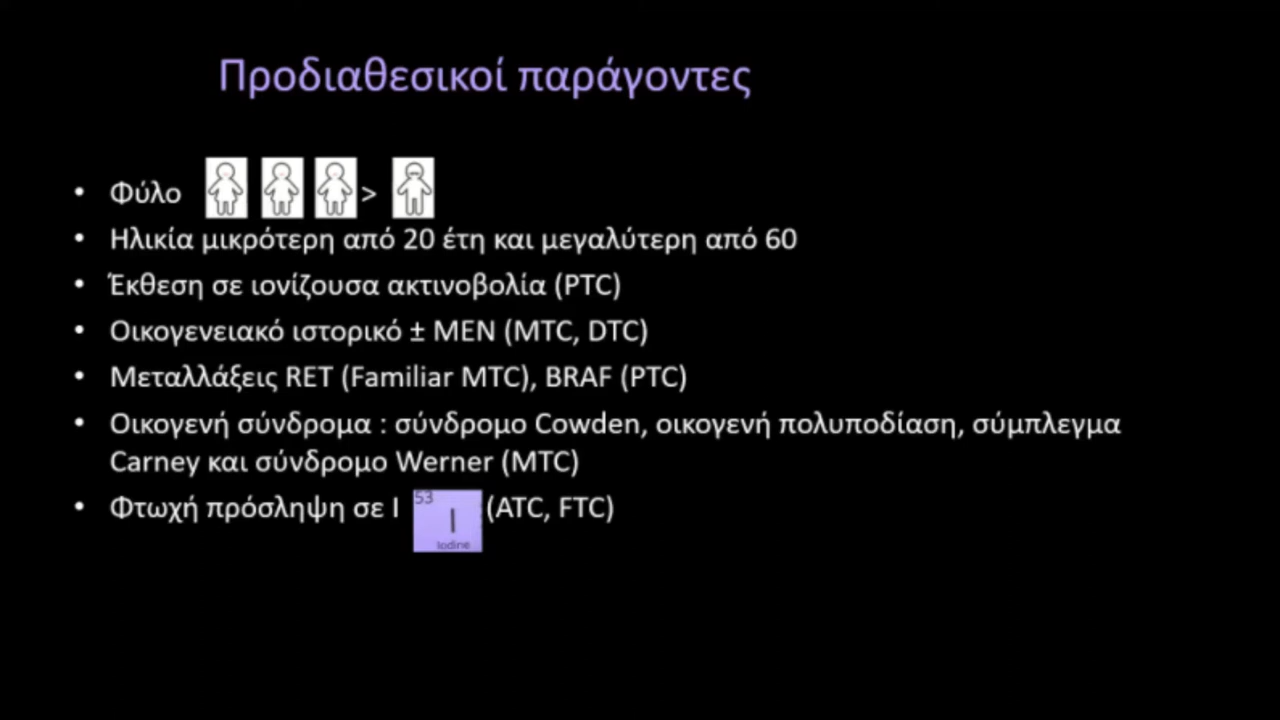 Προδιαθεσικοί παράγοντες
• Φύλο >
• Ηλικία μικρότερη από 20 έτη και μεγαλύτερη από 60
• Έκθεση σε ιονίζουσα ακτινοβολία (PTC)
• Οικογενειακό ιστορικό ± MEN (MTC, DTC)
• Μεταλλάξεις RET (Familiar MTC), BRAF (PTC)
• Οικογενή σύνδρομα : σύνδρομο Cowden, οικογενή πολυποδίαση, σύμπλεγμα
Carney και σύνδρομο Werner (MTC)
• Φτωχή πρόσληψη σε I 53 I Iodine (ATC, FTC)